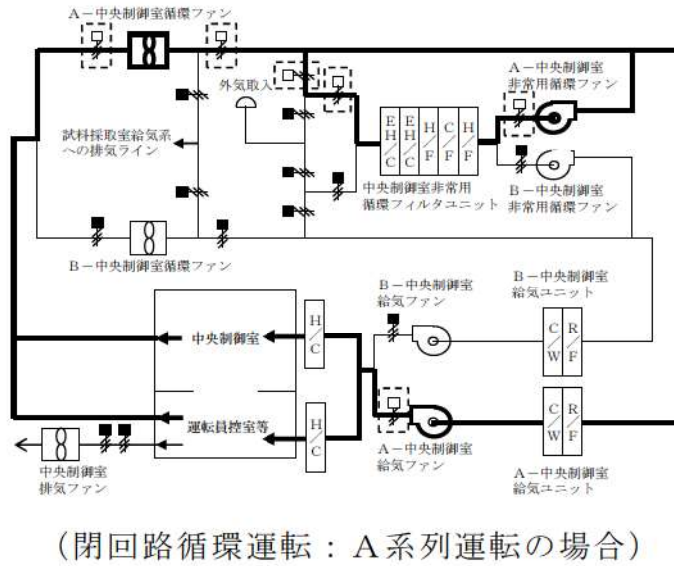 A－中央制御室循環ファン
外気取入
A－中央制御室
非常用循環ファン
試料採取室給気系
への排気ライン
E H / C
E H / C
H / F
C / F
H / F
中央制御室非常用
循環フィルタユニット
B－中央制御室
非常用循環ファン
B－中央制御室循環ファン
B－中央制御室
給気ファン
B－中央制御室
給気ユニット
中央制御室
H / C
C / W
R / F
運転員控室等
H / C
C / W
R / F
中央制御室
排気ファン
A－中央制御室
給気ファン
A－中央制御室
給気ユニット
（閉回路循環運転：A系列運転の場合）